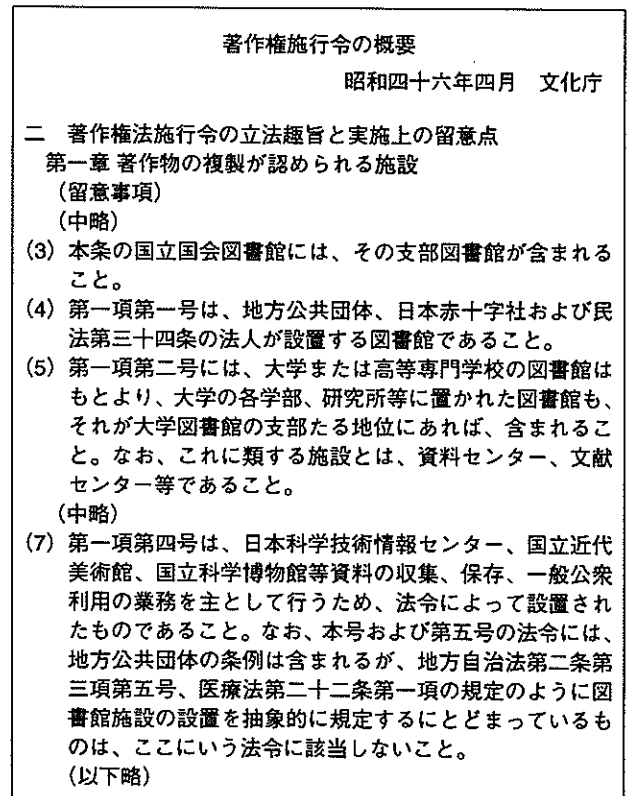 著作権施行令の概要
昭和四十六年四月　文化庁
二　著作権法施行令の立法趣旨と実施上の留意点
第一章 著作物の複製が認められる施設
（留意事項）
（中略）
(3) 本条の国立国会図書館には、その支部図書館が含まれる
こと。
(4) 第一項第一号は、地方公共団体、日本赤十字社および民
法第三十四条の法人が設置する図書館であること。
(5) 第一項第二号には、大学または高等専門学校の図書館は
もとより、大学の各学部、研究所等に置かれた図書館も、
それが大学図書館の支部たる地位にあれば、含まれるこ
と。なお、これに類する施設とは、資料センター、文献
センター等であること。
（中略）
(7) 第一項第四号は、日本科学技術情報センター、国立近代
美術館、国立科学博物館等資料の収集、保存、一般公衆
利用の業務を主として行うため、法令によって設置され
たものであること。なお、本号および第五号の法令には、
地方公共団体の条例は含まれるが、地方自治法第二条第
三項第五号、医療法第二十二条第一項の規定のように図
書館施設の設置を抽象的に規定するにとどまっているも
のは、ここにいう法令に該当しないこと。
（以下略）